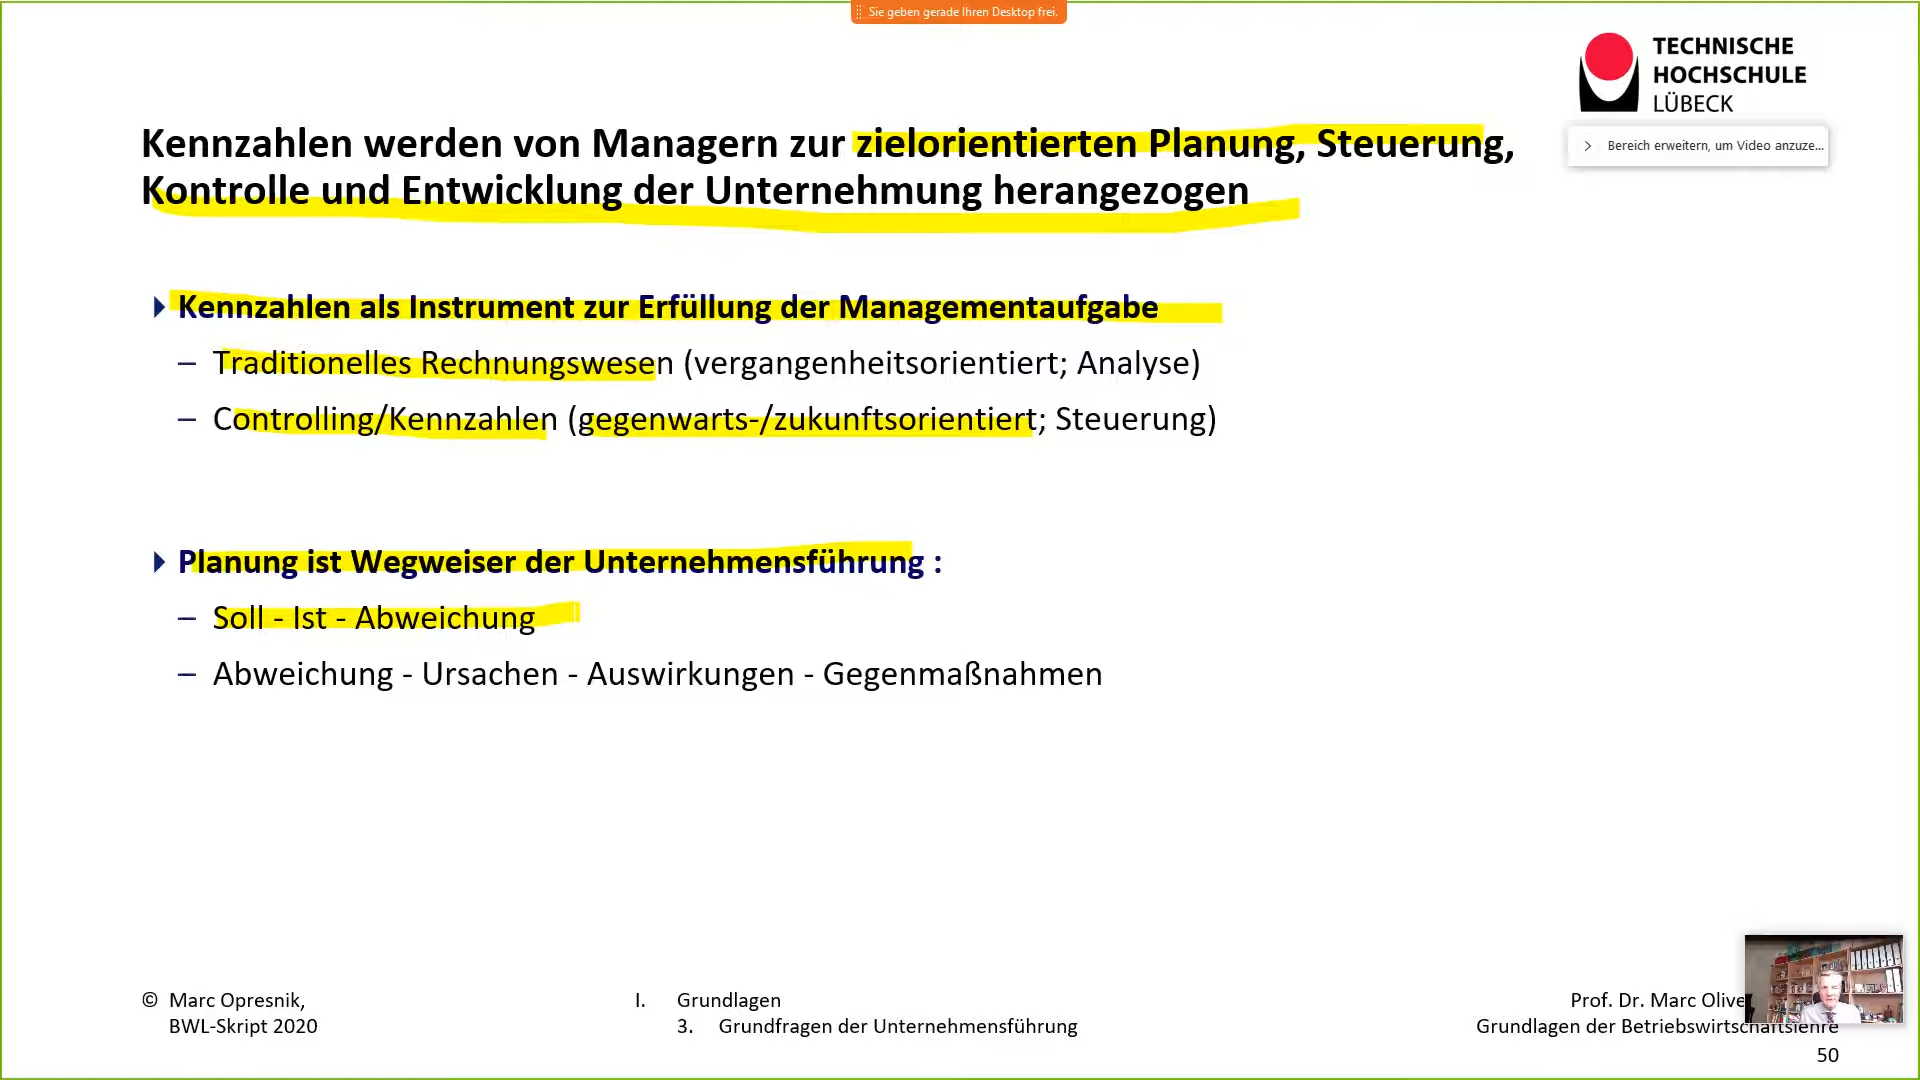 Sie geben gerade Ihren Desktop frei.
TECHNISCHE
HOCHSCHULE
LÜBECK
Bereich erweitern, um Video anzuze...
Kennzahlen werden von Managern zur zielorientierten Planung, Steuerung,
Kontrolle und Entwicklung der Unternehmung herangezogen
Kennzahlen als Instrument zur Erfüllung der Managementaufgabe
– Traditionelles Rechnungswesen (vergangenheitsorientiert; Analyse)
– Controlling/Kennzahlen (gegenwarts-/zukunftsorientiert; Steuerung)
Planung ist Wegweiser der Unternehmensführung :
– Soll - Ist - Abweichung
– Abweichung - Ursachen - Auswirkungen - Gegenmaßnahmen
© Marc Opresnik,
BWL-Skript 2020
I. Grundlagen
3. Grundfragen der Unternehmensführung
Prof. Dr. Marc Olive
Grundlagen der Betriebswirtschaftslehre
50